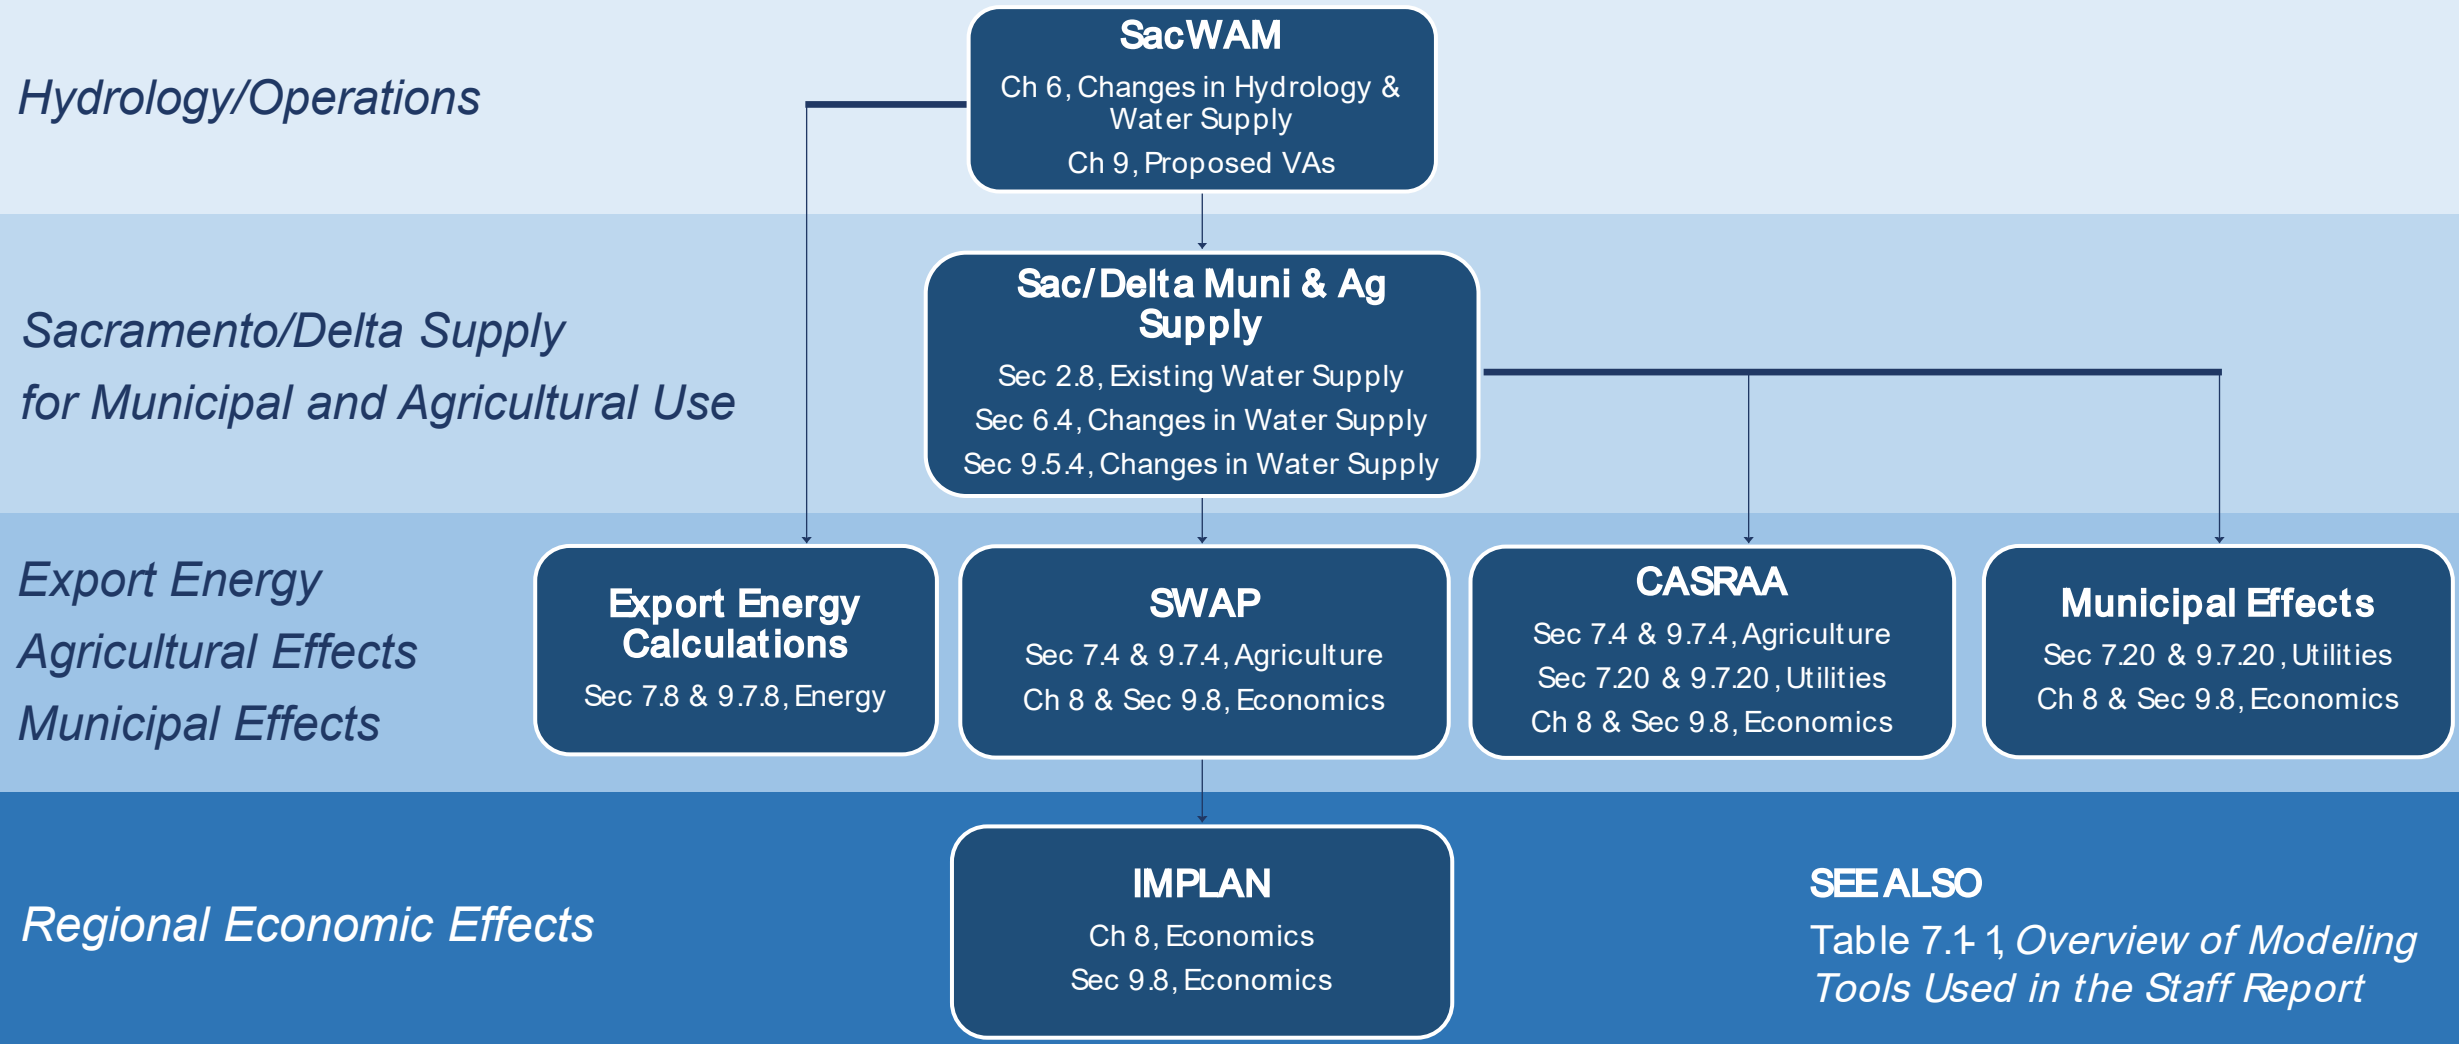 Hydrology/Operations
SacWAM
Ch 6, Changes in Hydrology &
Water Supply
Ch 9, Proposed VAs
Sacramento/Delta Supply
for Municipal and Agricultural Use
Sac/Delta Muni & Ag
Supply
Sec 2.8, Existing Water Supply
Sec 6.4, Changes in Water Supply
Sec 9.5.4, Changes in Water Supply
Export Energy
Agricultural Effects
Municipal Effects
Export Energy
Calculations
Sec 7.8 & 9.7.8, Energy
SWAP
Sec 7.4 & 9.7.4, Agriculture
Ch 8 & Sec 9.8, Economics
CASRAA
Sec 7.4 & 9.7.4, Agriculture
Sec 7.20 & 9.7.20, Utilities
Ch 8 & Sec 9.8, Economics
Municipal Effects
Sec 7.20 & 9.7.20, Utilities
Ch 8 & Sec 9.8, Economics
Regional Economic Effects
IMPLAN
Ch 8, Economics
Sec 9.8, Economics
SEE ALSO
Table 7.1-1, Overview of Modeling
Tools Used in the Staff Report